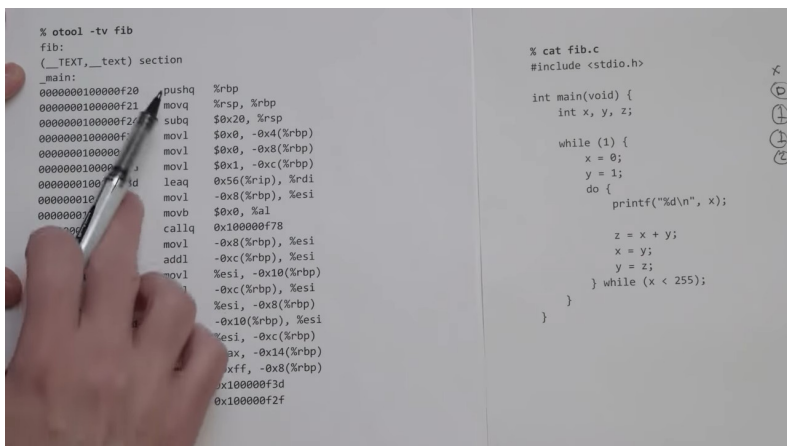 % otool -tv fib
fib:
(__TEXT,__text) section
_main:
0000000100000f20 pushq %rbp
0000000100000f21 movq %rsp, %rbp
subq $0x20, %rsp
movl $0x0, -0x4(%rbp)
movl $0x0, -0x8(%rbp)
movl $0x1, -0xc(%rbp)
leaq 0x56(%rip), %rdi
movl -0x8(%rbp), %esi
movb $0x0, %al
callq 0x100000f78
movl -0x8(%rbp), %esi
addl -0xc(%rbp), %esi
movl %esi, -0x10(%rbp)
-0xc(%rbp), %esi
%esi, -0x8(%rbp)
-0x10(%rbp), %esi
%esi, -0xc(%rbp)
-0x14(%rbp)
-0x8(%rbp)
0x100000f3d
0x100000f2f
% cat fib.c
#include <stdio.h>
int main(void) {
int x, y, z;
while (1) {
x = 0;
y = 1;
do {
printf("%d\n", x);
z = x + y;
x = y;
y = z;
} while (x < 255);
}
}
x
0
1
1
2